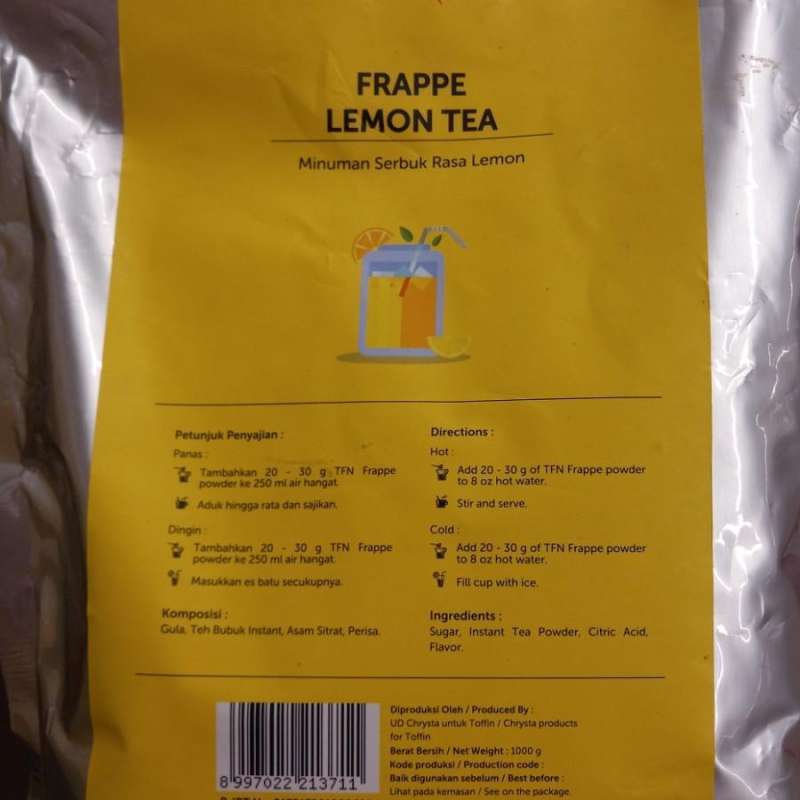 FRAPPE
LEMON TEA
Minuman Serbuk Rasa Lemon
Petunjuk Penyajian :
Panas :
Tambahkan 20 - 30 g TFN Frappe
powder ke 250 ml air hangat.
Aduk hingga rata dan sajikan.
Dingin :
Tambahkan 20 - 30 g TFN Frappe
powder ke 250 ml air hangat.
Masukkan es batu secukupnya.
Komposisi :
Gula, Teh Bubuk Instant, Asam Sitrat, Perisa.
Directions :
Hot :
Add 20 - 30 g of TFN Frappe powder
to 8 oz hot water.
Stir and serve.
Cold :
Add 20 - 30 g of TFN Frappe powder
to 8 oz hot water.
Fill cup with ice.
Ingredients :
Sugar, Instant Tea Powder, Citric Acid,
Flavor.
8 997022 213711
Diproduksi Oleh / Produced By :
UD Chrysta untuk Toffin / Chrysta products
for Toffin
Berat Bersih / Net Weight : 1000 g
Kode produksi / Production code :
Baik digunakan sebelum / Best before :
Lihat pada kemasan / See on the package.